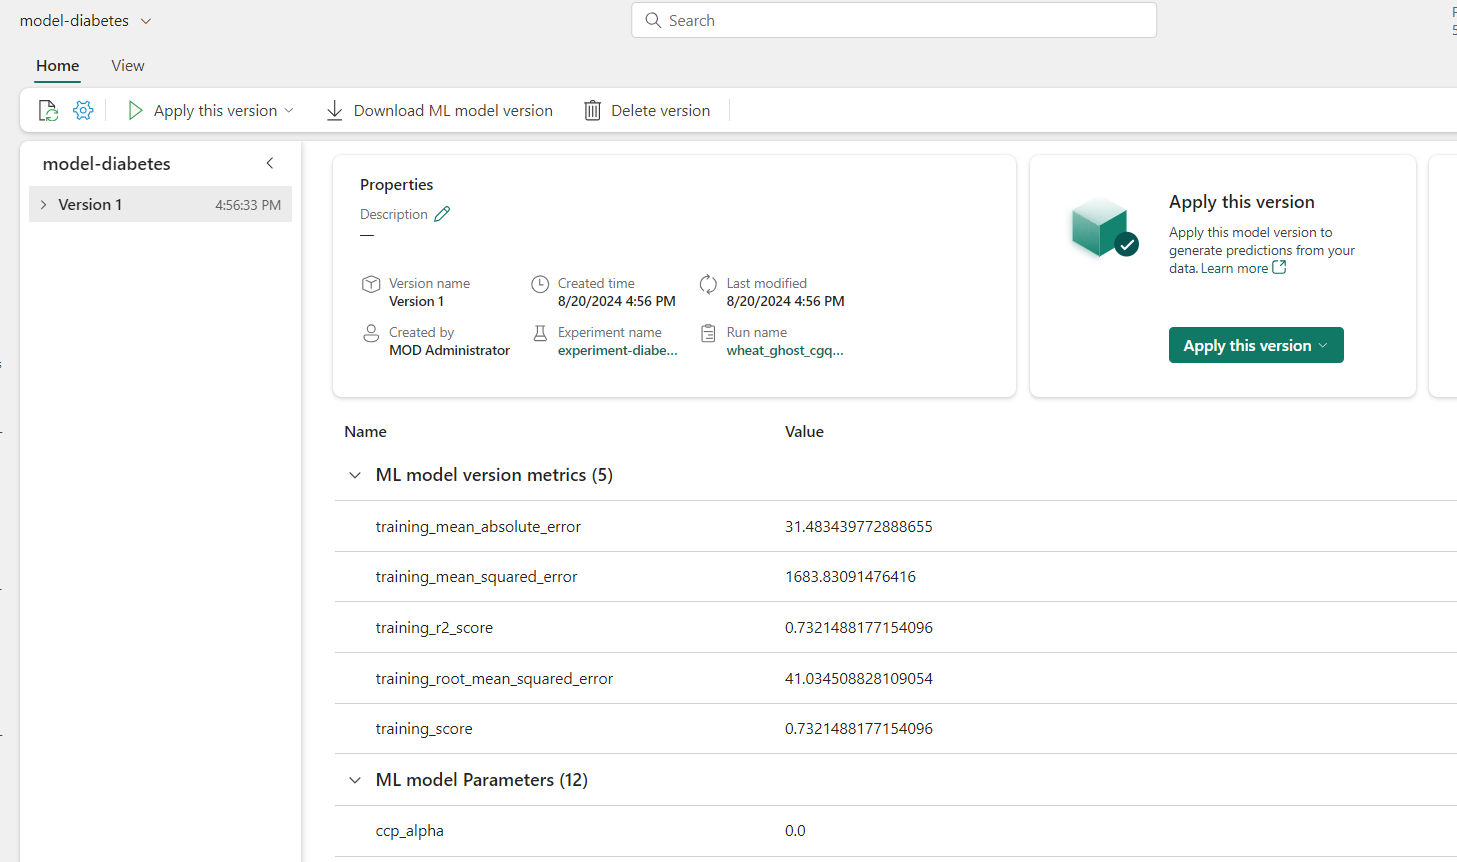 model-diabetes
Search
Home
View
Apply this version
Download ML model version
Delete version
model-diabetes
Version 1
4:56:33 PM
Properties
Description
—
Version name
Version 1
Created time
8/20/2024 4:56 PM
Last modified
8/20/2024 4:56 PM
Created by
MOD Administrator
Experiment name
experiment-diabe...
Run name
wheat_ghost_cgq...
Apply this version
Apply this model version to
generate predictions from your
data. Learn more
Apply this version
Name Value
ML model version metrics (5)
training_mean_absolute_error 31.483439772888655
training_mean_squared_error 1683.83091476416
training_r2_score 0.7321488177154096
training_root_mean_squared_error 41.034508828109054
training_score 0.7321488177154096
ML model Parameters (12)
ccp_alpha 0.0